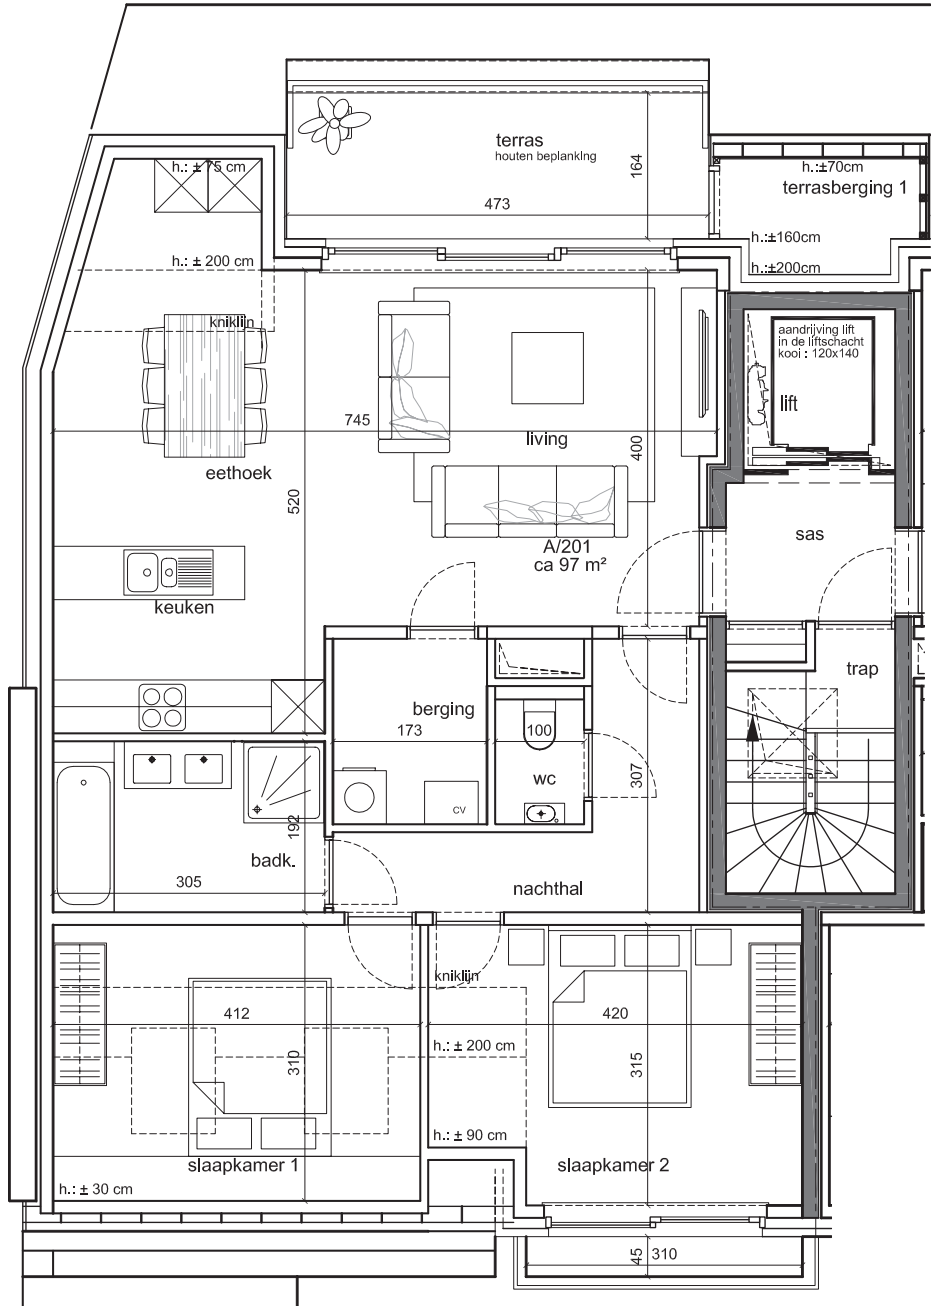 terras
houten beplanking
164
473
h.: ± 75 cm
h.:±70cm
terrasberging 1
h.:±160cm
h.: ± 200 cm
h.:±200cm
kniklijn
aandrijving lift
in de liftschacht
kooi : 120x140
lift
745
living
400
eethoek
520
sas
A/201
ca 97 m²
keuken
trap
berging
173
100
307
wc
CV
192
badk.
305
nachthal
kniklijn
412
420
h.: ± 200 cm
310
315
h.: ± 90 cm
slaapkamer 1
slaapkamer 2
h.: ± 30 cm
45
310